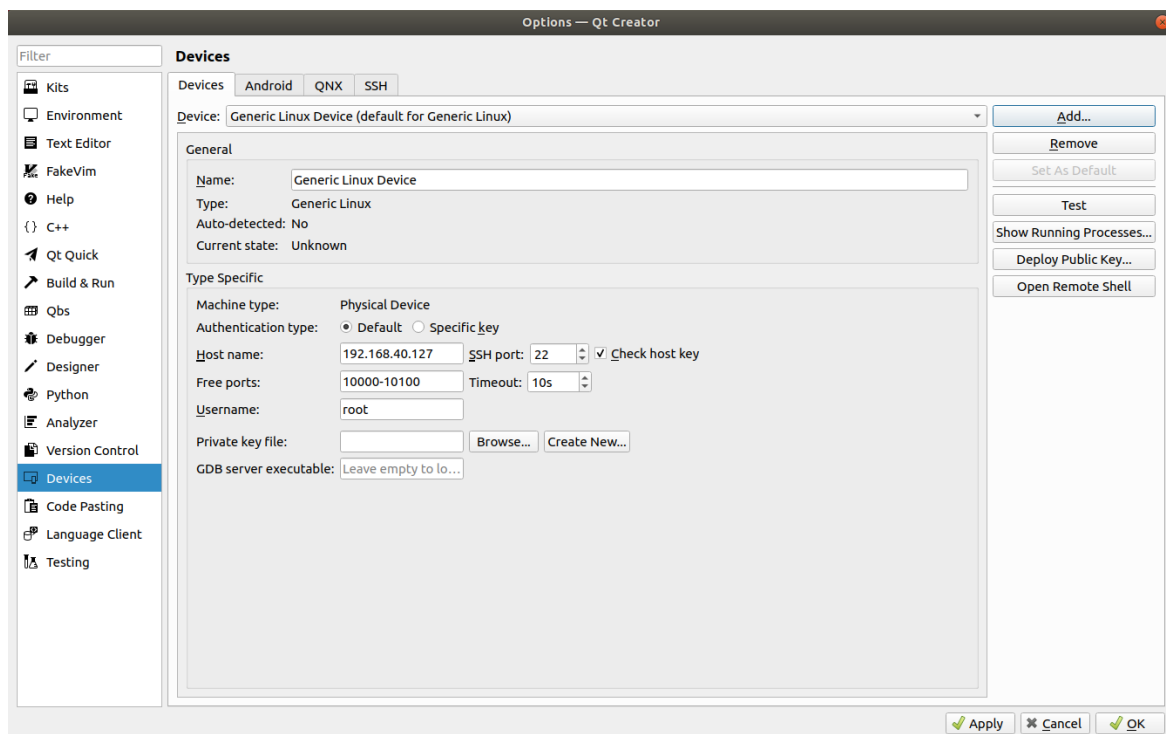 Options — Qt Creator
Filter
Kits
Environment
Text Editor
FakeVim
Help
{} C++
Qt Quick
Build & Run
Qbs
Debugger
Designer
Python
Analyzer
Version Control
Devices
Code Pasting
Language Client
Testing
Devices
Devices Android QNX SSH
Device: Generic Linux Device (default for Generic Linux)
General
Name: Generic Linux Device
Type: Generic Linux
Auto-detected: No
Current state: Unknown
Type Specific
Machine type: Physical Device
Authentication type: Default Specific key
Host name: 192.168.40.127 SSH port: 22 Check host key
Free ports: 10000-10100 Timeout: 10s
Username: root
Private key file: Browse... Create New...
GDB server executable: Leave empty to lo...
Add...
Remove
Set As Default
Test
Show Running Processes...
Deploy Public Key...
Open Remote Shell
Apply Cancel OK